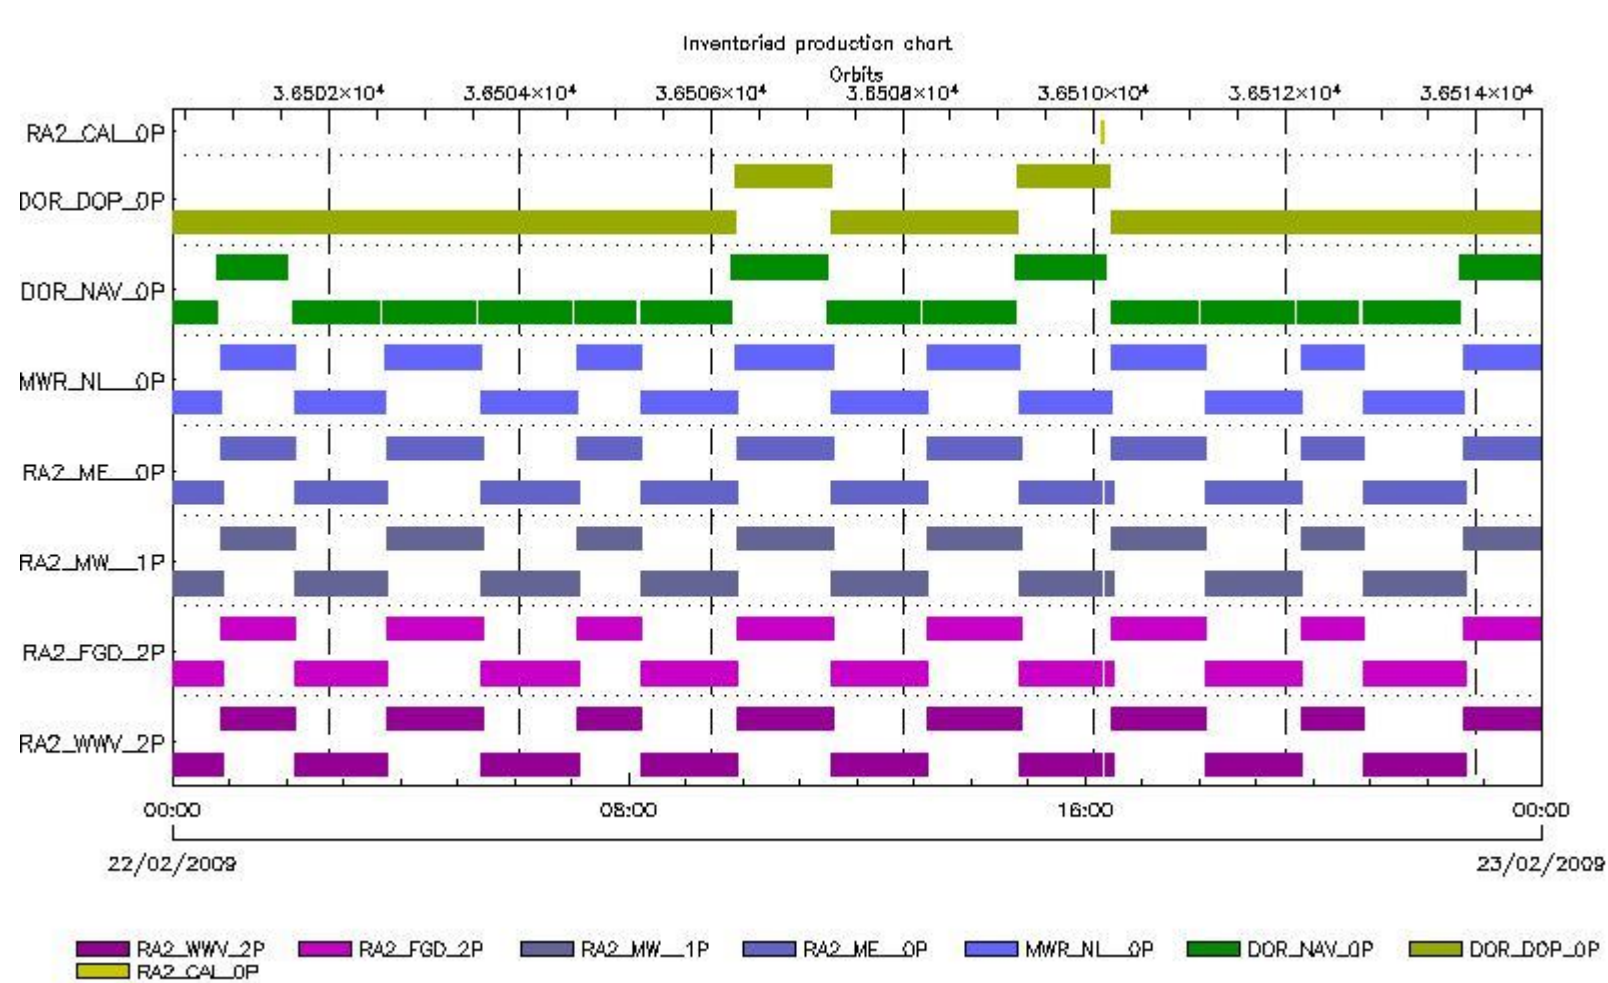 Inventoried production chart
Orbits
3.6502×10⁴ 3.6504×10⁴ 3.6506×10⁴ 3.6508×10⁴ 3.6510×10⁴ 3.6512×10⁴ 3.6514×10⁴
RA2_CAL_0P
DOR_DOP_0P
DOR_NAV_0P
MWR_NL__0P
RA2_ME__0P
RA2_MW__1P
RA2_FGD_2P
RA2_WWV_2P
00:00 08:00 16:00 00:00
22/02/2009 23/02/2009
RA2_WWV_2P RA2_FGD_2P RA2_MW__1P RA2_ME__0P MWR_NL__0P DOR_NAV_0P DOR_DOP_0P
RA2_CAL_0P